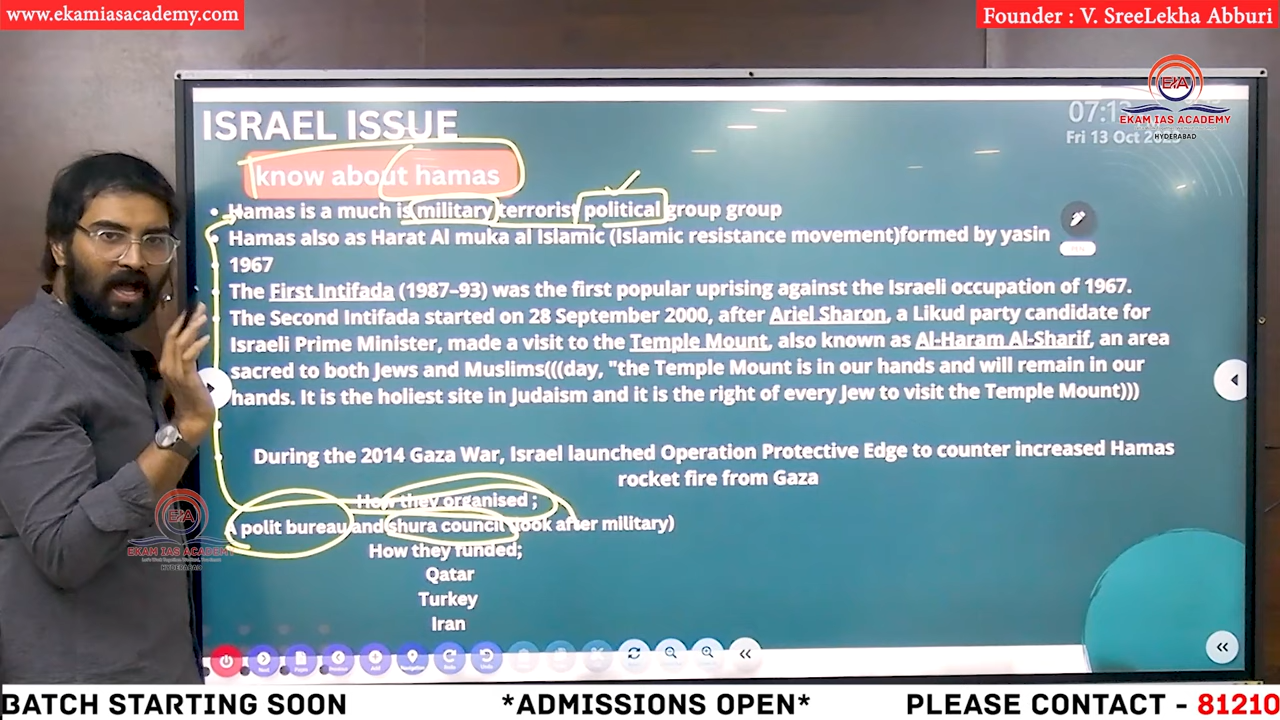 www.ekamiasacademy.com
Founder : V. SreeLekha Abburi
EIA
EKAM IAS ACADEMY
HYDERABAD
ISRAEL ISSUE
Fri 13 Oct
know about hamas
Hamas is a much is military terrorist political group group
Hamas also as Harat Al muka al Islamic (Islamic resistance movement)formed by yasin
1967
The First Intifada (1987–93) was the first popular uprising against the Israeli occupation of 1967.
The Second Intifada started on 28 September 2000, after Ariel Sharon, a Likud party candidate for
Israeli Prime Minister, made a visit to the Temple Mount, also known as Al-Haram Al-Sharif, an area
sacred to both Jews and Muslims(((day, "the Temple Mount is in our hands and will remain in our
hands. It is the holiest site in Judaism and it is the right of every Jew to visit the Temple Mount)))
During the 2014 Gaza War, Israel launched Operation Protective Edge to counter increased Hamas
rocket fire from Gaza
How they organised ;
A polit bureau and shura council (look after military)
How they funded;
Qatar
Turkey
Iran
EIA
EKAM IAS ACADEMY
HYDERABAD
BATCH STARTING SOON *ADMISSIONS OPEN* PLEASE CONTACT - 81210